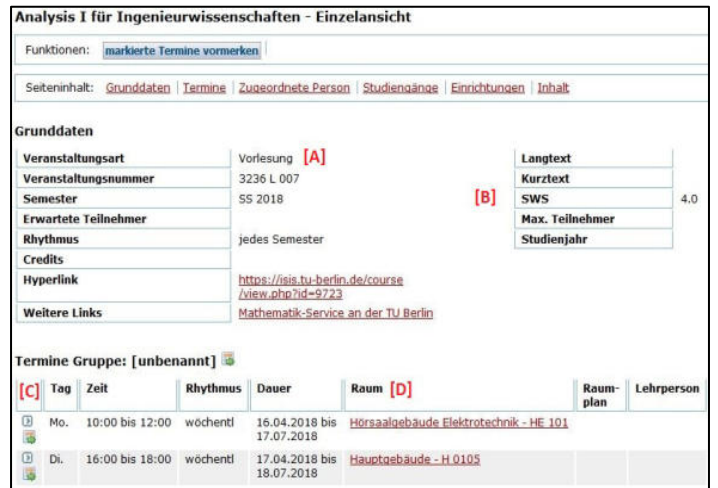 Analysis I für Ingenieurwissenschaften - Einzelansicht
Funktionen: markierte Termine vormerken
Seiteninhalt: Grunddaten | Termine | Zugeordnete Person | Studiengänge | Einrichtungen | Inhalt
Grunddaten
Veranstaltungsart Vorlesung [A] Langtext
Veranstaltungsnummer 3236 L 007 Kurztext
Semester SS 2018 [B] SWS 4.0
Erwartete Teilnehmer Max. Teilnehmer
Rhythmus jedes Semester Studienjahr
Credits
Hyperlink https://isis.tu-berlin.de/course
/view.php?id=9723
Weitere Links Mathematik-Service an der TU Berlin
Termine Gruppe: [unbenannt]
[C] Tag Zeit Rhythmus Dauer Raum [D] Raum- Lehrperson
plan
Mo. 10:00 bis 12:00 wöchentl 16.04.2018 bis Hörsaalgebäude Elektrotechnik - HE 101
17.07.2018
Di. 16:00 bis 18:00 wöchentl 17.04.2018 bis Hauptgebäude - H 0105
18.07.2018